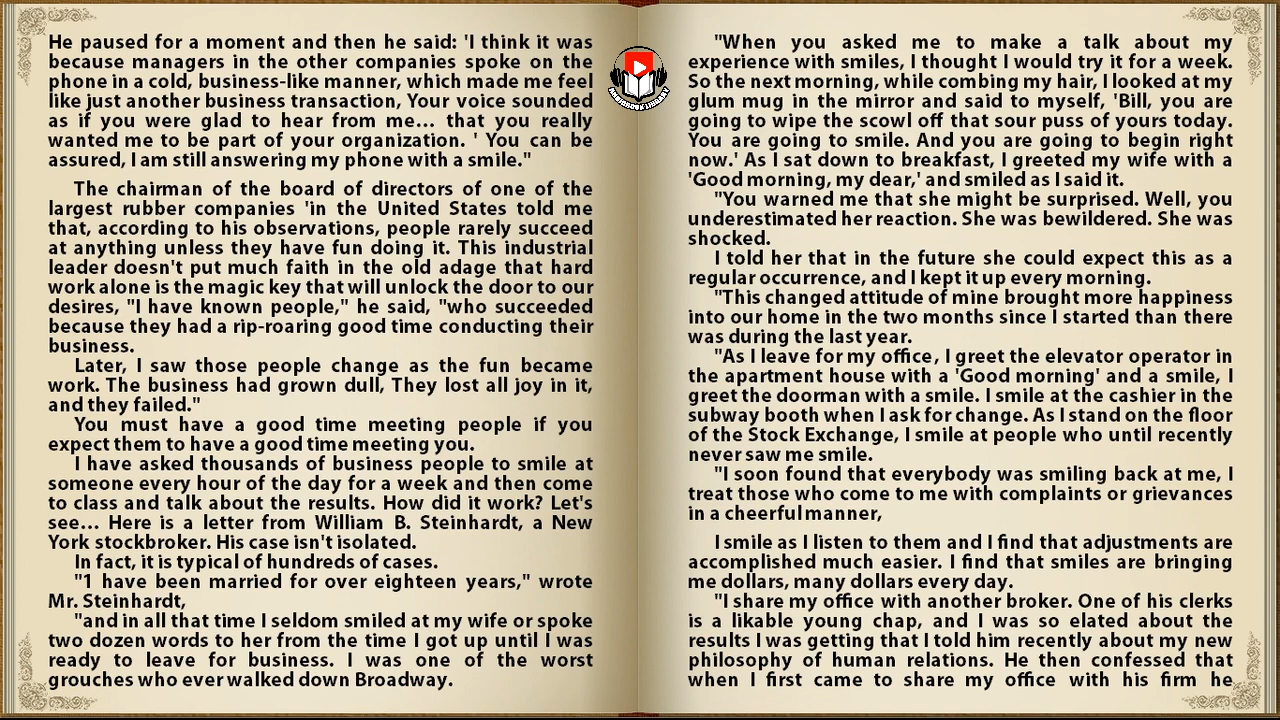 He paused for a moment and then he said: 'I think it was
because managers in the other companies spoke on the
phone in a cold, business-like manner, which made me feel
like just another business transaction, Your voice sounded
as if you were glad to hear from me... that you really
wanted me to be part of your organization. ' You can be
assured, I am still answering my phone with a smile."
The chairman of the board of directors of one of the
largest rubber companies 'in the United States told me
that, according to his observations, people rarely succeed
at anything unless they have fun doing it. This industrial
leader doesn't put much faith in the old adage that hard
work alone is the magic key that will unlock the door to our
desires, "I have known people," he said, "who succeeded
because they had a rip-roaring good time conducting their
business.
Later, I saw those people change as the fun became
work. The business had grown dull, They lost all joy in it,
and they failed."
You must have a good time meeting people if you
expect them to have a good time meeting you.
I have asked thousands of business people to smile at
someone every hour of the day for a week and then come
to class and talk about the results. How did it work? Let's
see... Here is a letter from William B. Steinhardt, a New
York stockbroker. His case isn't isolated.
In fact, it is typical of hundreds of cases.
"1 have been married for over eighteen years," wrote
Mr. Steinhardt,
"and in all that time I seldom smiled at my wife or spoke
two dozen words to her from the time I got up until I was
ready to leave for business. I was one of the worst
grouches who ever walked down Broadway.
"When you asked me to make a talk about my
experience with smiles, I thought I would try it for a week.
So the next morning, while combing my hair, I looked at my
glum mug in the mirror and said to myself, 'Bill, you are
going to wipe the scowl off that sour puss of yours today.
You are going to smile. And you are going to begin right
now.' As I sat down to breakfast, I greeted my wife with a
'Good morning, my dear,' and smiled as I said it.
"You warned me that she might be surprised. Well, you
underestimated her reaction. She was bewildered. She was
shocked.
I told her that in the future she could expect this as a
regular occurrence, and I kept it up every morning.
"This changed attitude of mine brought more happiness
into our home in the two months since I started than there
was during the last year.
"As I leave for my office, I greet the elevator operator in
the apartment house with a 'Good morning' and a smile, I
greet the doorman with a smile. I smile at the cashier in the
subway booth when I ask for change. As I stand on the floor
of the Stock Exchange, I smile at people who until recently
never saw me smile.
"I soon found that everybody was smiling back at me, I
treat those who come to me with complaints or grievances
in a cheerful manner,
I smile as I listen to them and I find that adjustments are
accomplished much easier. I find that smiles are bringing
me dollars, many dollars every day.
"I share my office with another broker. One of his clerks
is a likable young chap, and I was so elated about the
results I was getting that I told him recently about my new
philosophy of human relations. He then confessed that
when I first came to share my office with his firm he